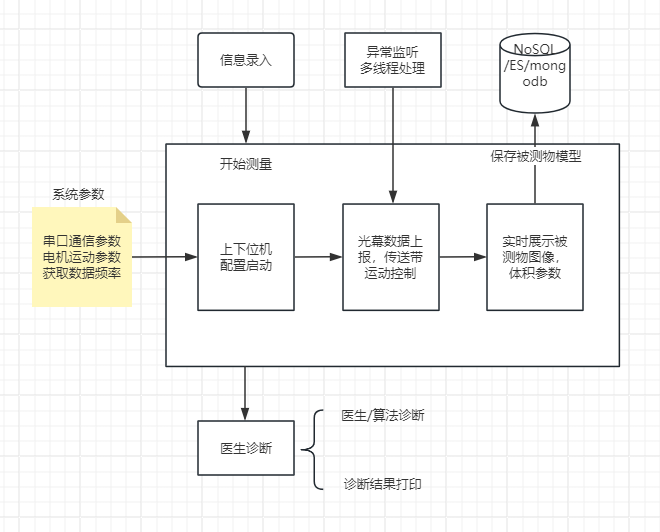 信息录入
异常监听
多线程处理
NoSQL
/ES/mong
odb
开始测量
保存被测物模型
系统参数
串口通信参数
电机运动参数
获取数据频率
上下位机
配置启动
光幕数据上
报，传送带
运动控制
实时展示被
测物图像，
体积参数
医生诊断
医生/算法诊断
诊断结果打印